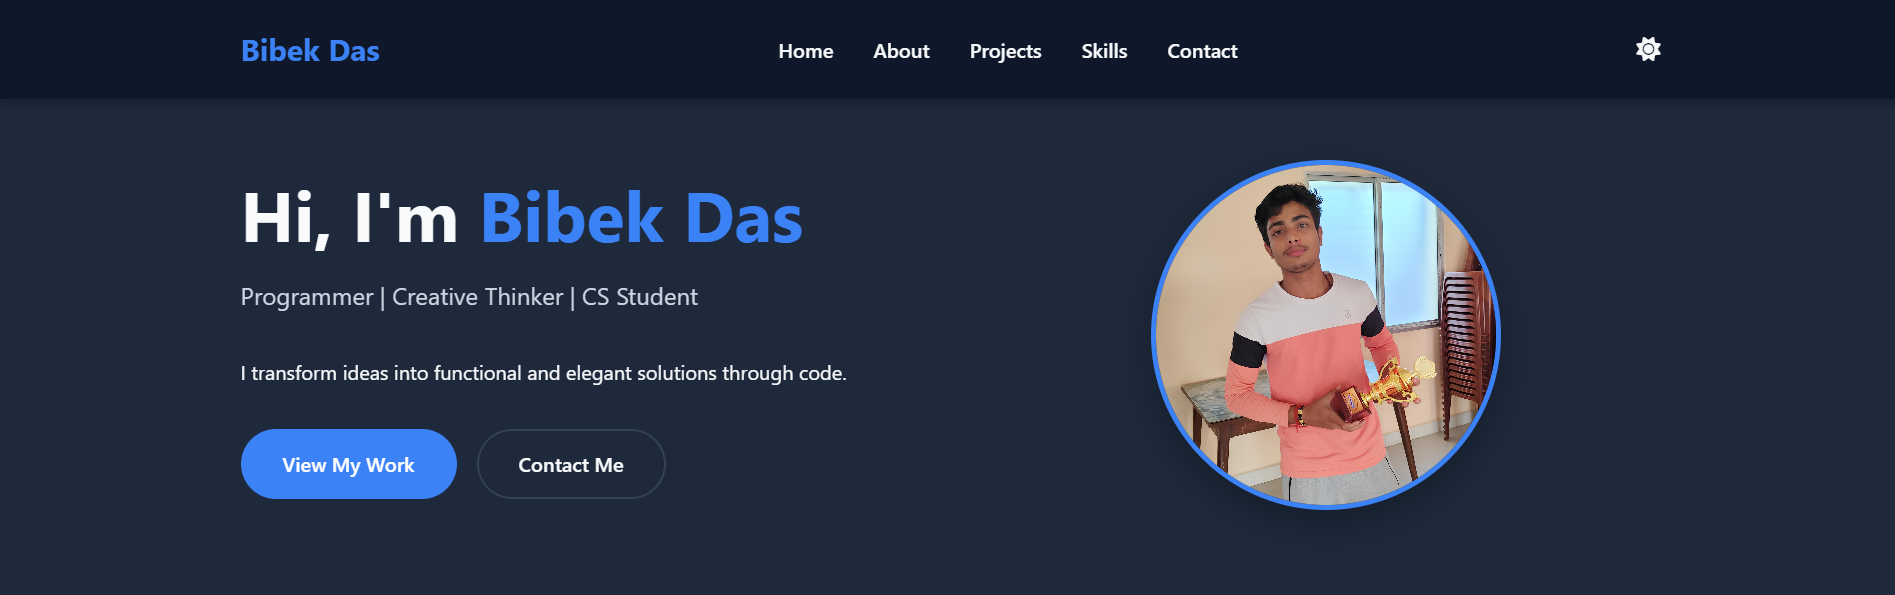 Bibek Das
Home About Projects Skills Contact
Hi, I'm Bibek Das
Programmer | Creative Thinker | CS Student
I transform ideas into functional and elegant solutions through code.
View My Work Contact Me